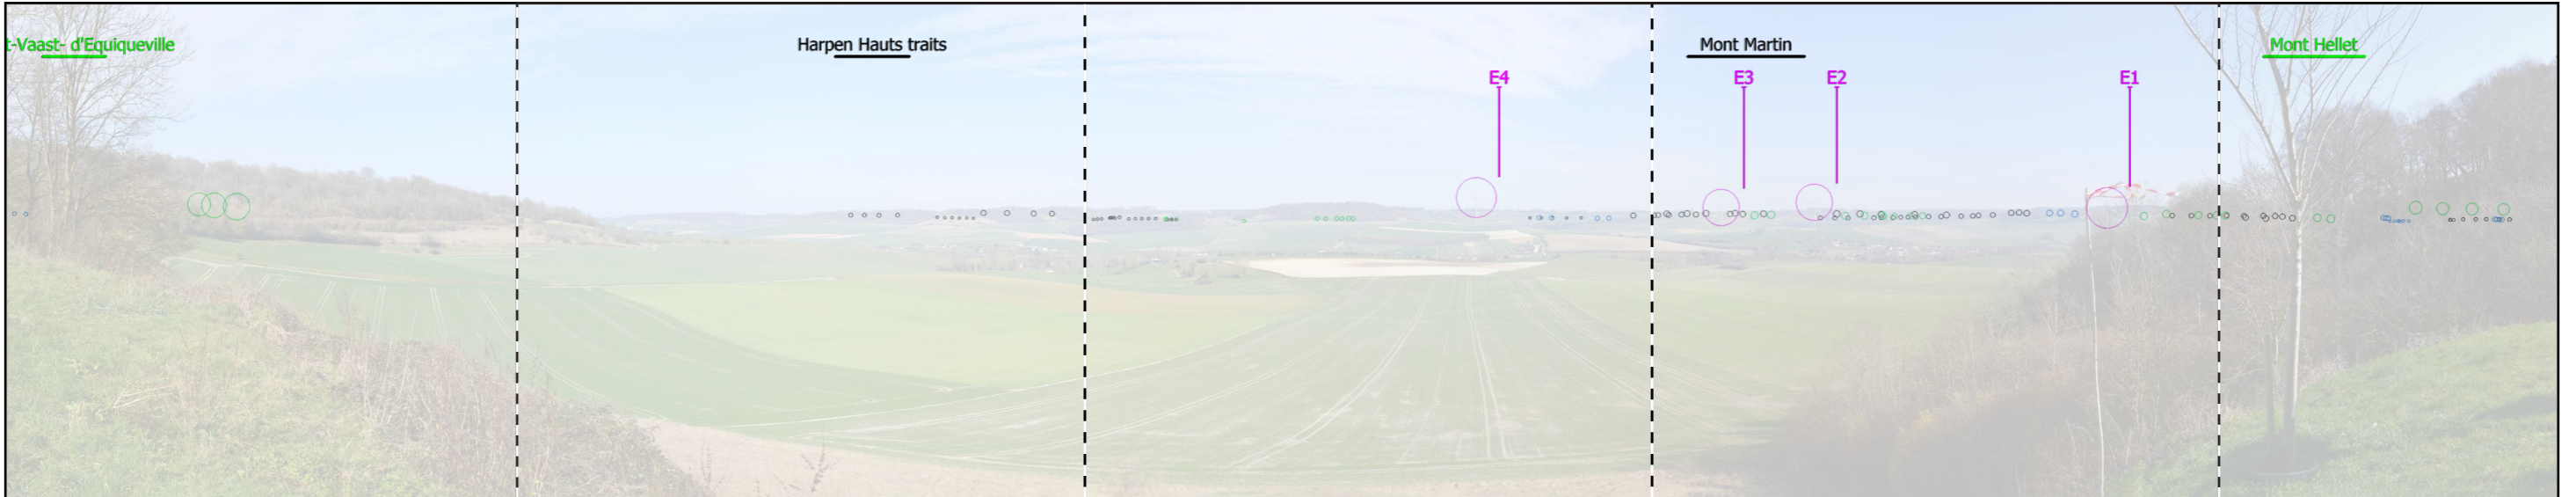 t-Vaast- d'Equiqueville
Harpen Hauts traits
Mont Martin
Mont Hellet
E4
E3
E2
E1